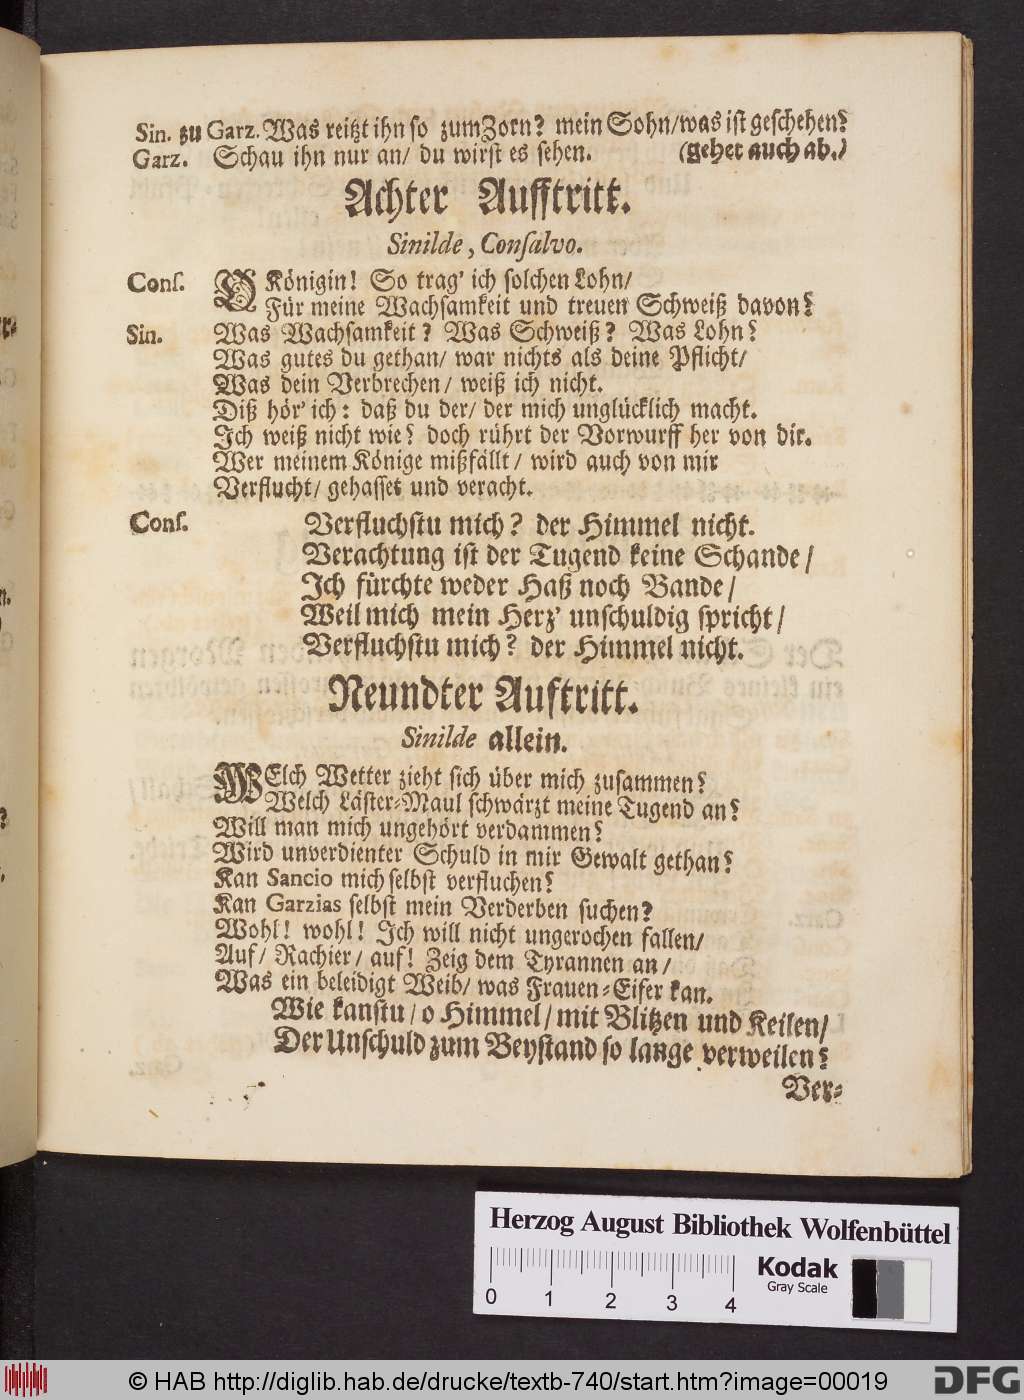 Sin. zu Garz. Was reitzt ihn so zum Zorn? mein Sohn/was ist geschehen?
Garz. Schau ihn nur an/ du wirst es sehen. (gehet auch ab.)
Achter Aufftritt.
Sinilde, Consalvo.
Cons. O Königin! So trag' ich solchen Lohn/
Für meine Wachsamkeit und treuen Schweiß davon?
Sin. Was Wachsamkeit? Was Schweiß? Was Lohn?
Was gutes du gethan/ war nichts als deine Pflicht/
Was dein Verbrechen/ weiß ich nicht.
Diß hör' ich: daß du der/ der mich unglücklich macht.
Ich weiß nicht wie? doch rührt der Vorwurff her von dir.
Wer meinem Könige mißfällt/ wird auch von mir
Verflucht/ gehasset und veracht.
Cons. Verfluchstu mich? der Himmel nicht.
Verachtung ist der Tugend keine Schande/
Ich fürchte weder Haß noch Bande/
Weil mich mein Herz' unschuldig spricht/
Verfluchstu mich? der Himmel nicht.
Neundter Auftritt.
Sinilde allein.
WElch Wetter zieht sich über mich zusammen?
Welch Läster-Maul schwärzt meine Tugend an?
Will man mich ungehört verdammen?
Wird unverdienter Schuld in mir Gewalt gethan?
Kan Sancio mich selbst verfluchen?
Kan Garzias selbst mein Verderben suchen?
Wohl! wohl! Ich will nicht ungerochen fallen/
Auf/ Rachier/ auf! Zeig dem Tyrannen an/
Was ein beleidigt Weib/ was Frauen-Eifer kan.
Wie kanstu/ o Himmel/ mit Blitzen und Keilen/
Der Unschuld zum Beystand so lange verweilen?
Ver-
Herzog August Bibliothek Wolfenbüttel
Kodak
Gray Scale
0 1 2 3 4
© HAB http://diglib.hab.de/drucke/textb-740/start.htm?image=00019
DFG